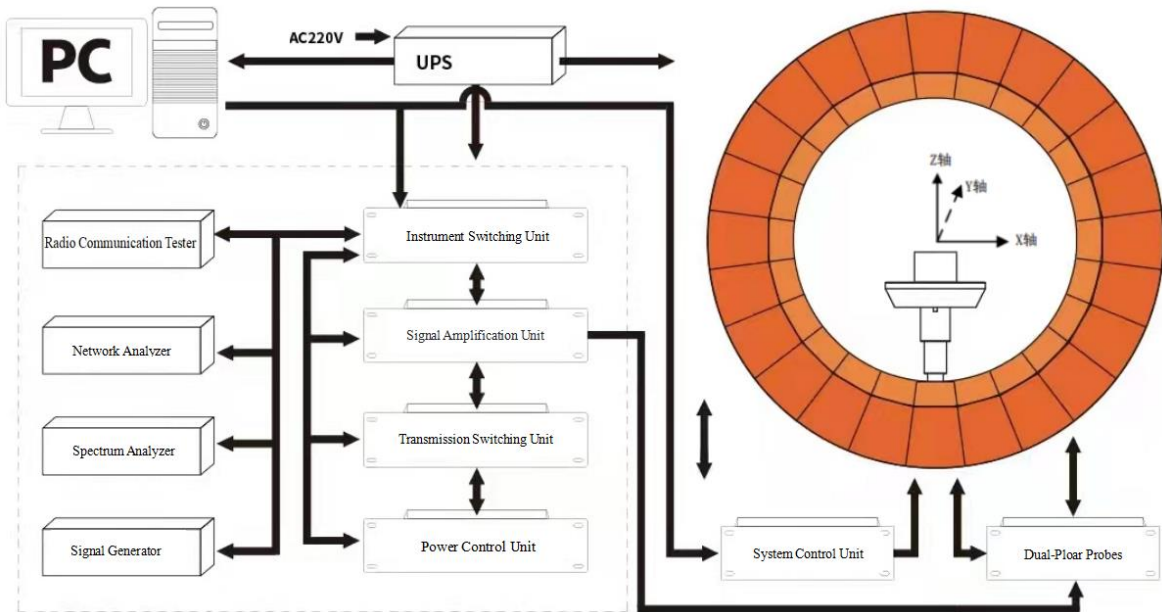 PC
AC220V
UPS
Radio Communication Tester
Network Analyzer
Spectrum Analyzer
Signal Generator
Instrument Switching Unit
Signal Amplification Unit
Transmission Switching Unit
Power Control Unit
Z轴
Y轴
X轴
System Control Unit
Dual-Ploar Probes